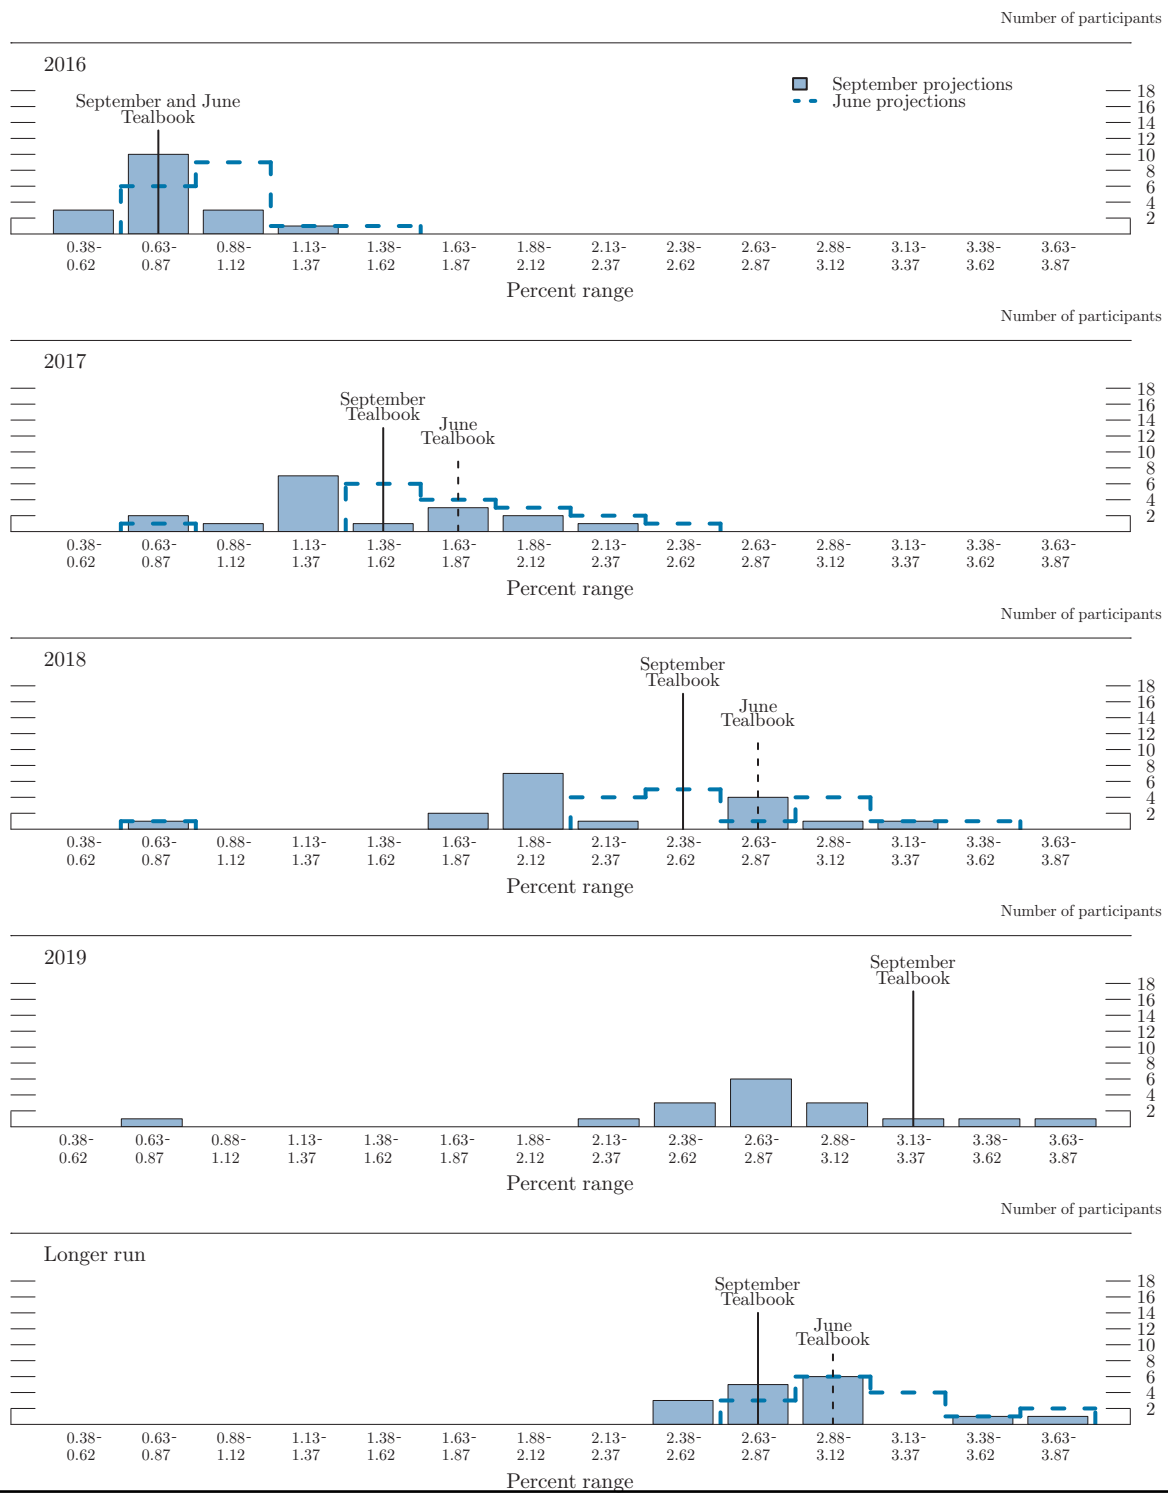 Number of participants
2016
September and June
Tealbook
September projections
June projections
18
16
14
12
10
8
6
4
2
0.38- 0.63- 0.88- 1.13- 1.38- 1.63- 1.88- 2.13- 2.38- 2.63- 2.88- 3.13- 3.38- 3.63-
0.62 0.87 1.12 1.37 1.62 1.87 2.12 2.37 2.62 2.87 3.12 3.37 3.62 3.87
Percent range
Number of participants
2017
September
Tealbook
June
Tealbook
18
16
14
12
10
8
6
4
2
0.38- 0.63- 0.88- 1.13- 1.38- 1.63- 1.88- 2.13- 2.38- 2.63- 2.88- 3.13- 3.38- 3.63-
0.62 0.87 1.12 1.37 1.62 1.87 2.12 2.37 2.62 2.87 3.12 3.37 3.62 3.87
Percent range
Number of participants
2018
September
Tealbook
June
Tealbook
18
16
14
12
10
8
6
4
2
0.38- 0.63- 0.88- 1.13- 1.38- 1.63- 1.88- 2.13- 2.38- 2.63- 2.88- 3.13- 3.38- 3.63-
0.62 0.87 1.12 1.37 1.62 1.87 2.12 2.37 2.62 2.87 3.12 3.37 3.62 3.87
Percent range
Number of participants
2019
September
Tealbook
18
16
14
12
10
8
6
4
2
0.38- 0.63- 0.88- 1.13- 1.38- 1.63- 1.88- 2.13- 2.38- 2.63- 2.88- 3.13- 3.38- 3.63-
0.62 0.87 1.12 1.37 1.62 1.87 2.12 2.37 2.62 2.87 3.12 3.37 3.62 3.87
Percent range
Number of participants
Longer run
September
Tealbook
June
Tealbook
18
16
14
12
10
8
6
4
2
0.38- 0.63- 0.88- 1.13- 1.38- 1.63- 1.88- 2.13- 2.38- 2.63- 2.88- 3.13- 3.38- 3.63-
0.62 0.87 1.12 1.37 1.62 1.87 2.12 2.37 2.62 2.87 3.12 3.37 3.62 3.87
Percent range